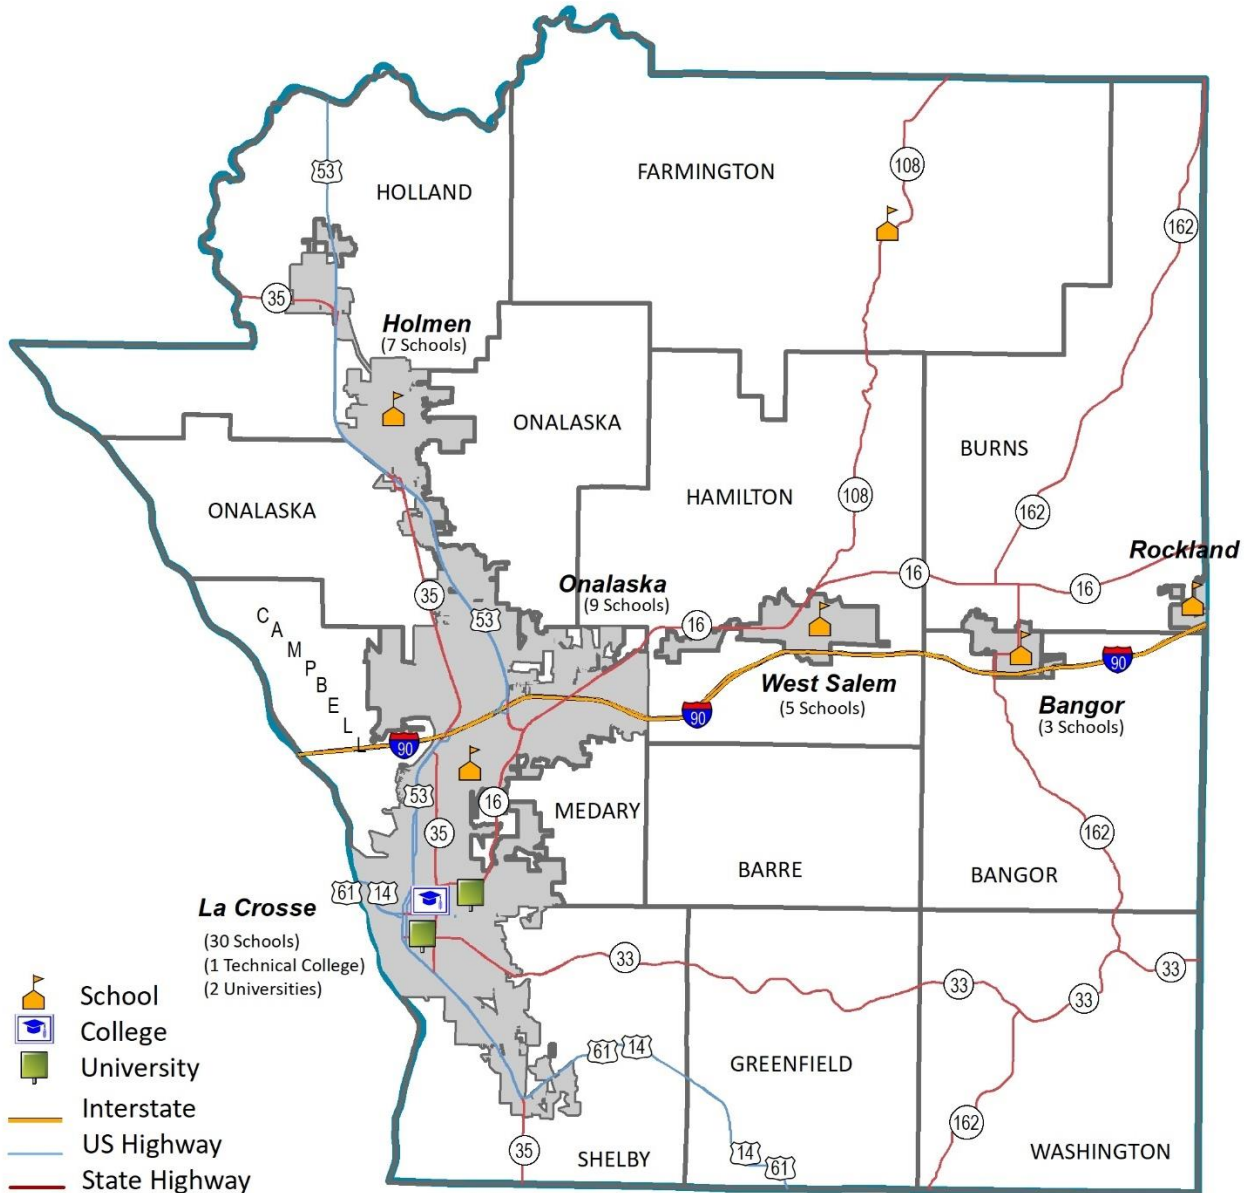 53
HOLLAND
FARMINGTON
108
162
35
Holmen
(7 Schools)
ONALASKA
BURNS
ONALASKA
HAMILTON
108
162
Rockland
Onalaska
(9 Schools)
16
16
35
53
16
CAMPBELL
West Salem
(5 Schools)
90
Bangor
(3 Schools)
90
90
53
16
MEDARY
35
162
BARRE
BANGOR
61
14
La Crosse
(30 Schools)
(1 Technical College)
(2 Universities)
33
33
33
33
School
College
University
Interstate
US Highway
State Highway
61
14
GREENFIELD
162
35
SHELBY
14
61
WASHINGTON